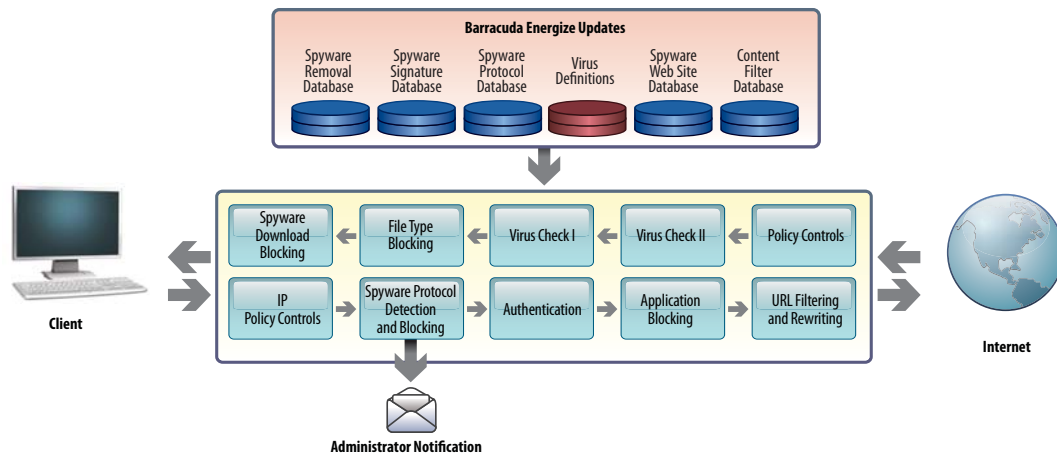 Barracuda Energize Updates
Spyware
Removal
Database
Spyware
Signature
Database
Spyware
Protocol
Database
Virus
Definitions
Spyware
Web Site
Database
Content
Filter
Database
Spyware
Download
Blocking
File Type
Blocking
Virus Check I
Virus Check II
Policy Controls
IP
Policy Controls
Spyware Protocol
Detection
and Blocking
Authentication
Application
Blocking
URL Filtering
and Rewriting
Client
Internet
Administrator Notification